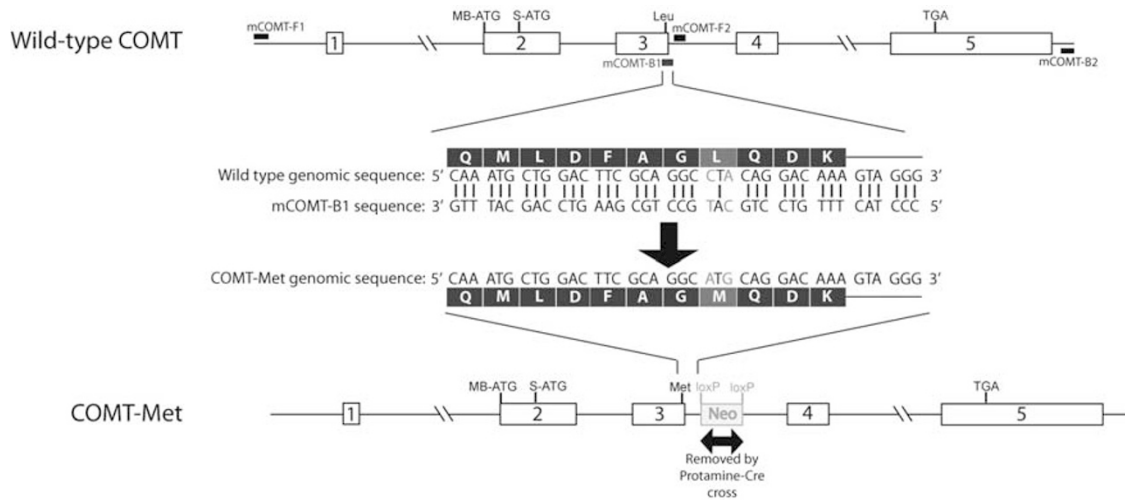 MB-ATG S-ATG Leu TGA
mCOMT-F1 mCOMT-F2
Wild-type COMT 1 2 3 4 5
mCOMT-B1 mCOMT-B2
Q M L D F A G L Q D K
Wild type genomic sequence: 5' CAA ATG CTG GAC TTC GCA GGC CTA CAG GAC AAA GTA GGG 3'
mCOMT-B1 sequence: 3' GTT TAC GACC CTGAAG CGT CCG TAC GTC CTG TTT CAT CCC 5'
COMT-Met genomic sequence: 5' CAA ATG CTG GAC TTC GCA GGC ATG CAG GAC AAA GTA GGG 3'
Q M L D F A G M Q D K
MB-ATG S-ATG Met loxP loxP TGA
COMT-Met 1 2 3 Neo 4 5
Removed by
Protamine-Cre
cross